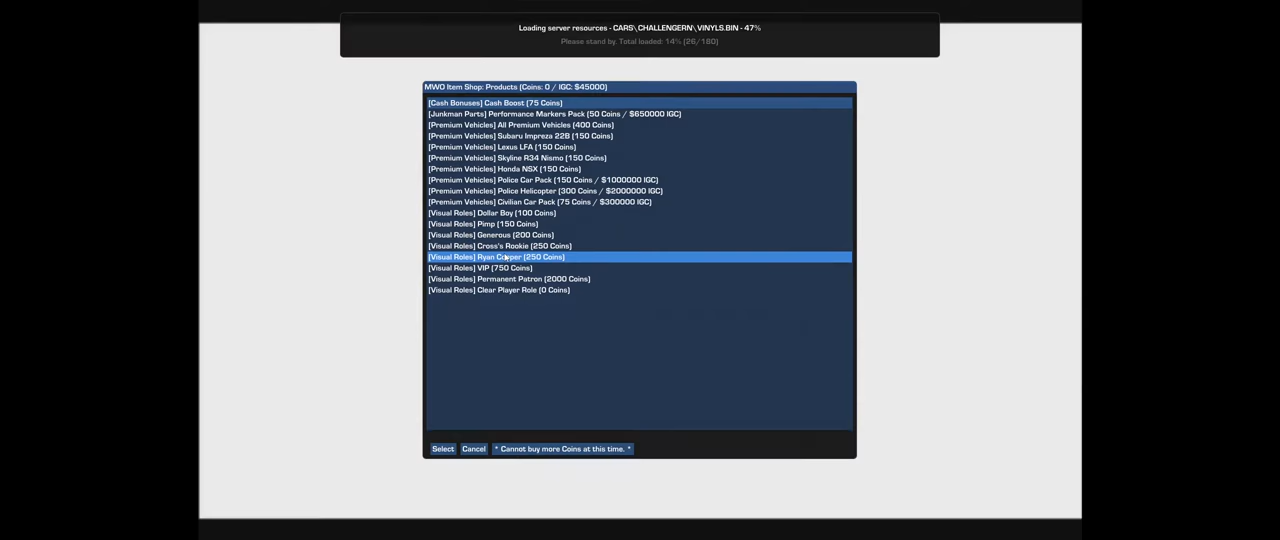 Loading server resources - CARS\CHALLENGERN\VINYLS.BIN - 47%
Please stand by. Total loaded: 14% (26/180)
MWO Item Shop: Products (Coins: 0 / IGC: $45000)
[Cash Bonuses] Cash Boost (75 Coins)
[Junkman Parts] Performance Markers Pack (50 Coins / $650000 IGC)
[Premium Vehicles] All Premium Vehicles (400 Coins)
[Premium Vehicles] Subaru Impreza 22B (150 Coins)
[Premium Vehicles] Lexus LFA (150 Coins)
[Premium Vehicles] Skyline R34 Nismo (150 Coins)
[Premium Vehicles] Honda NSX (150 Coins)
[Premium Vehicles] Police Car Pack (150 Coins / $1000000 IGC)
[Premium Vehicles] Police Helicopter (300 Coins / $2000000 IGC)
[Premium Vehicles] Civilian Car Pack (75 Coins / $300000 IGC)
[Visual Roles] Dollar Boy (100 Coins)
[Visual Roles] Pimp (150 Coins)
[Visual Roles] Generous (200 Coins)
[Visual Roles] Cross's Rookie (250 Coins)
[Visual Roles] Ryan Cooper (250 Coins)
[Visual Roles] VIP (750 Coins)
[Visual Roles] Permanent Patron (2000 Coins)
[Visual Roles] Clear Player Role (0 Coins)
Select Cancel * Cannot buy more Coins at this time. *